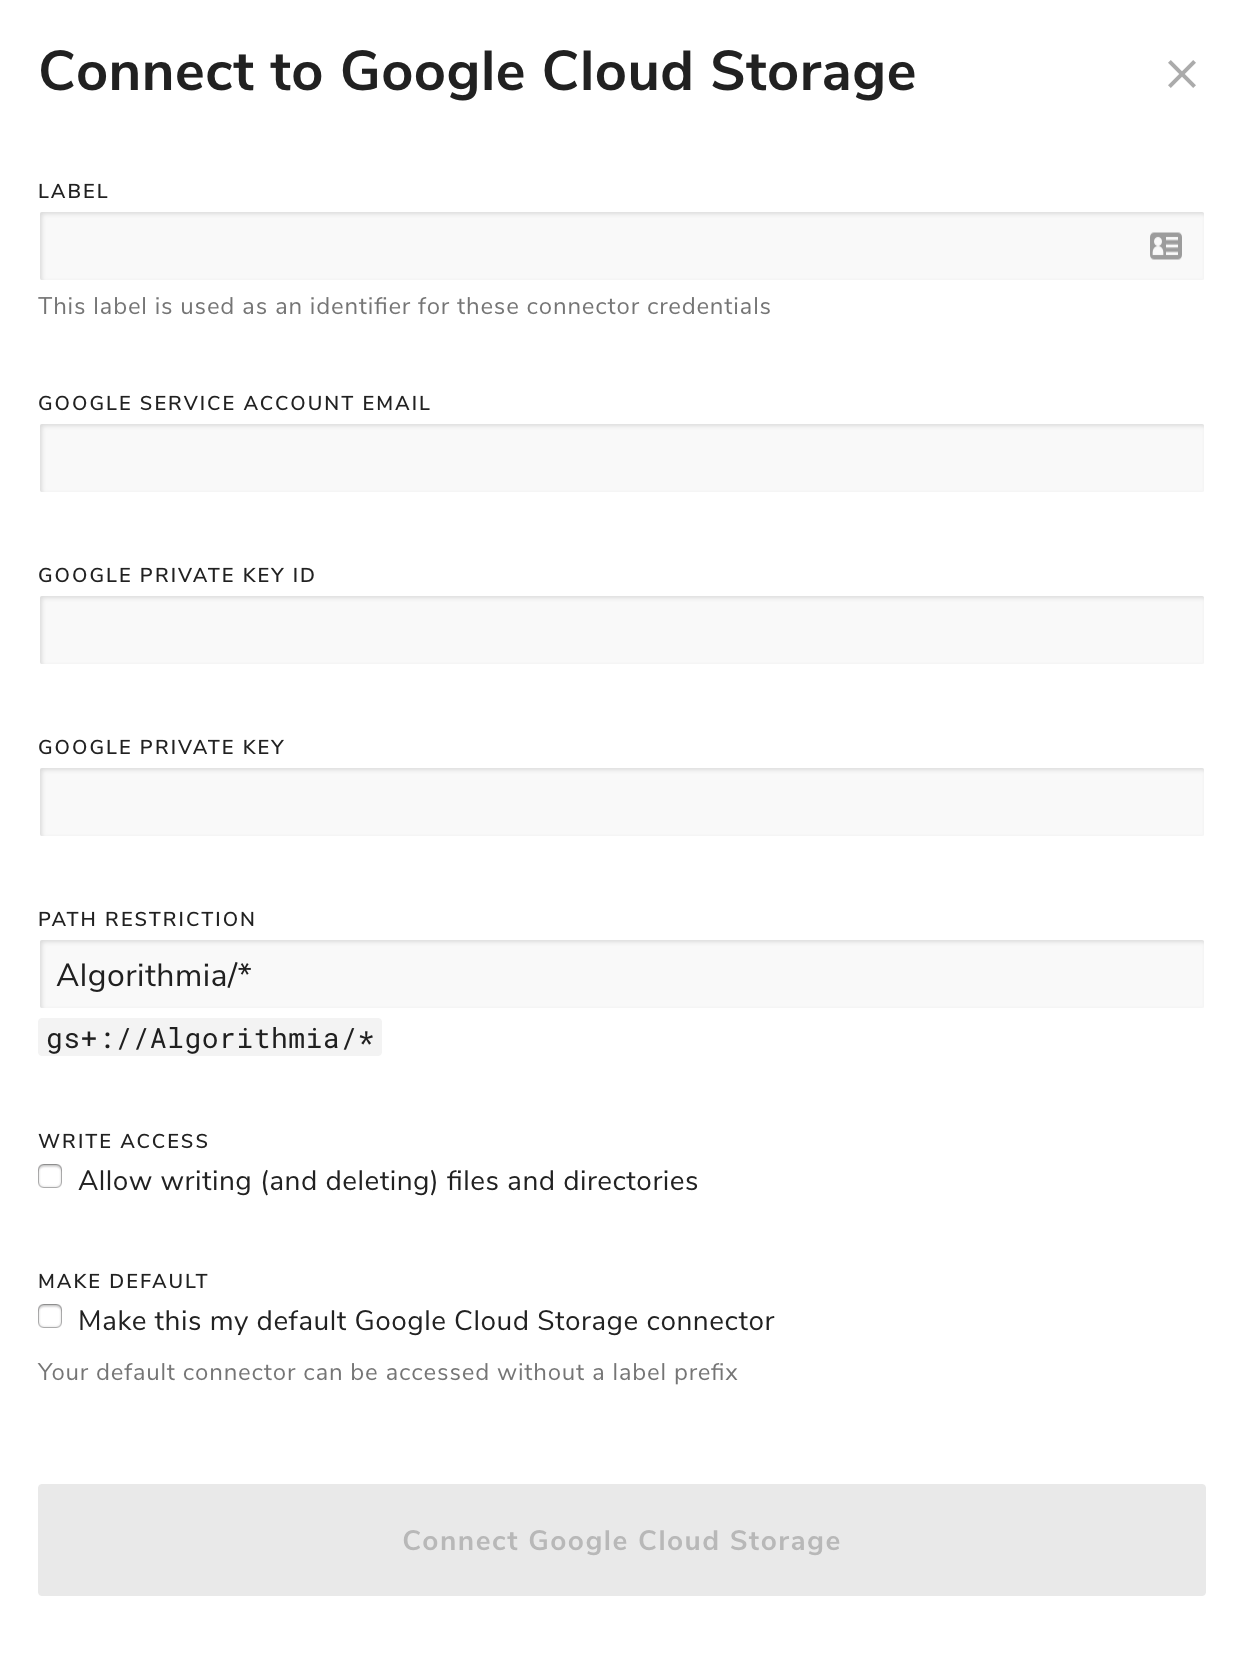 Connect to Google Cloud Storage
LABEL
This label is used as an identifier for these connector credentials
GOOGLE SERVICE ACCOUNT EMAIL
GOOGLE PRIVATE KEY ID
GOOGLE PRIVATE KEY
PATH RESTRICTION
Algorithmia/*
gs+://Algorithmia/*
WRITE ACCESS
Allow writing (and deleting) files and directories
MAKE DEFAULT
Make this my default Google Cloud Storage connector
Your default connector can be accessed without a label prefix
Connect Google Cloud Storage